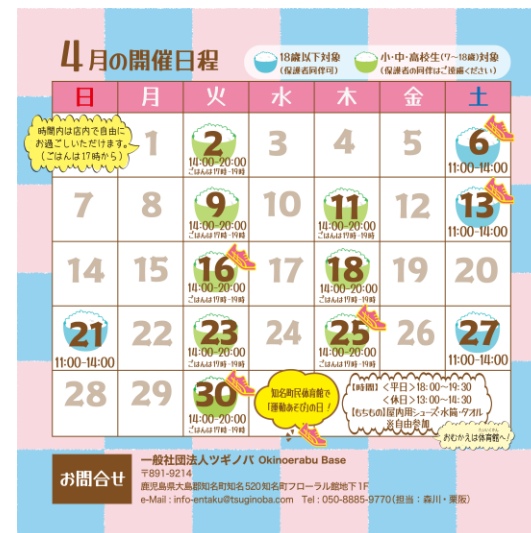 4月の開催日程
18歳以下対象
(保護者同伴可)
小・中・高校生(7〜18歳)対象
(保護者の同伴はご遠慮ください)
日 月 火 水 木 金 土
時間内は店内で自由に
お過ごしいただけます。
(ごはんは17時から)
1 2 3 4 5 6
14:00-20:00
ごはんは17時-19時
11:00-14:00
7 8 9 10 11 12 13
14:00-20:00
ごはんは17時-19時
14:00-20:00
ごはんは17時-19時
11:00-14:00
14 15 16 17 18 19 20
14:00-20:00
ごはんは17時-19時
14:00-20:00
ごはんは17時-19時
21 22 23 24 25 26 27
11:00-14:00
14:00-20:00
ごはんは17時-19時
14:00-20:00
ごはんは17時-19時
11:00-14:00
28 29 30
14:00-20:00
ごはんは17時-19時
知名町民体育館で
「運動あそび」の日!
【時間】<平日>18:00〜19:30
<休日>13:00〜14:30
【もちもの】屋内用シューズ・水筒・タオル
※自由参加
おむかえは体育館へ!
お問合せ
一般社団法人ツギノバ Okinoerabu Base
〒891-9214
鹿児島県大島郡知名町知名520知名町フローラル館地下1F
e-Mail : info-entaku@tsuginoba.com Tel : 050-8885-9770(担当:森川・栗阪)